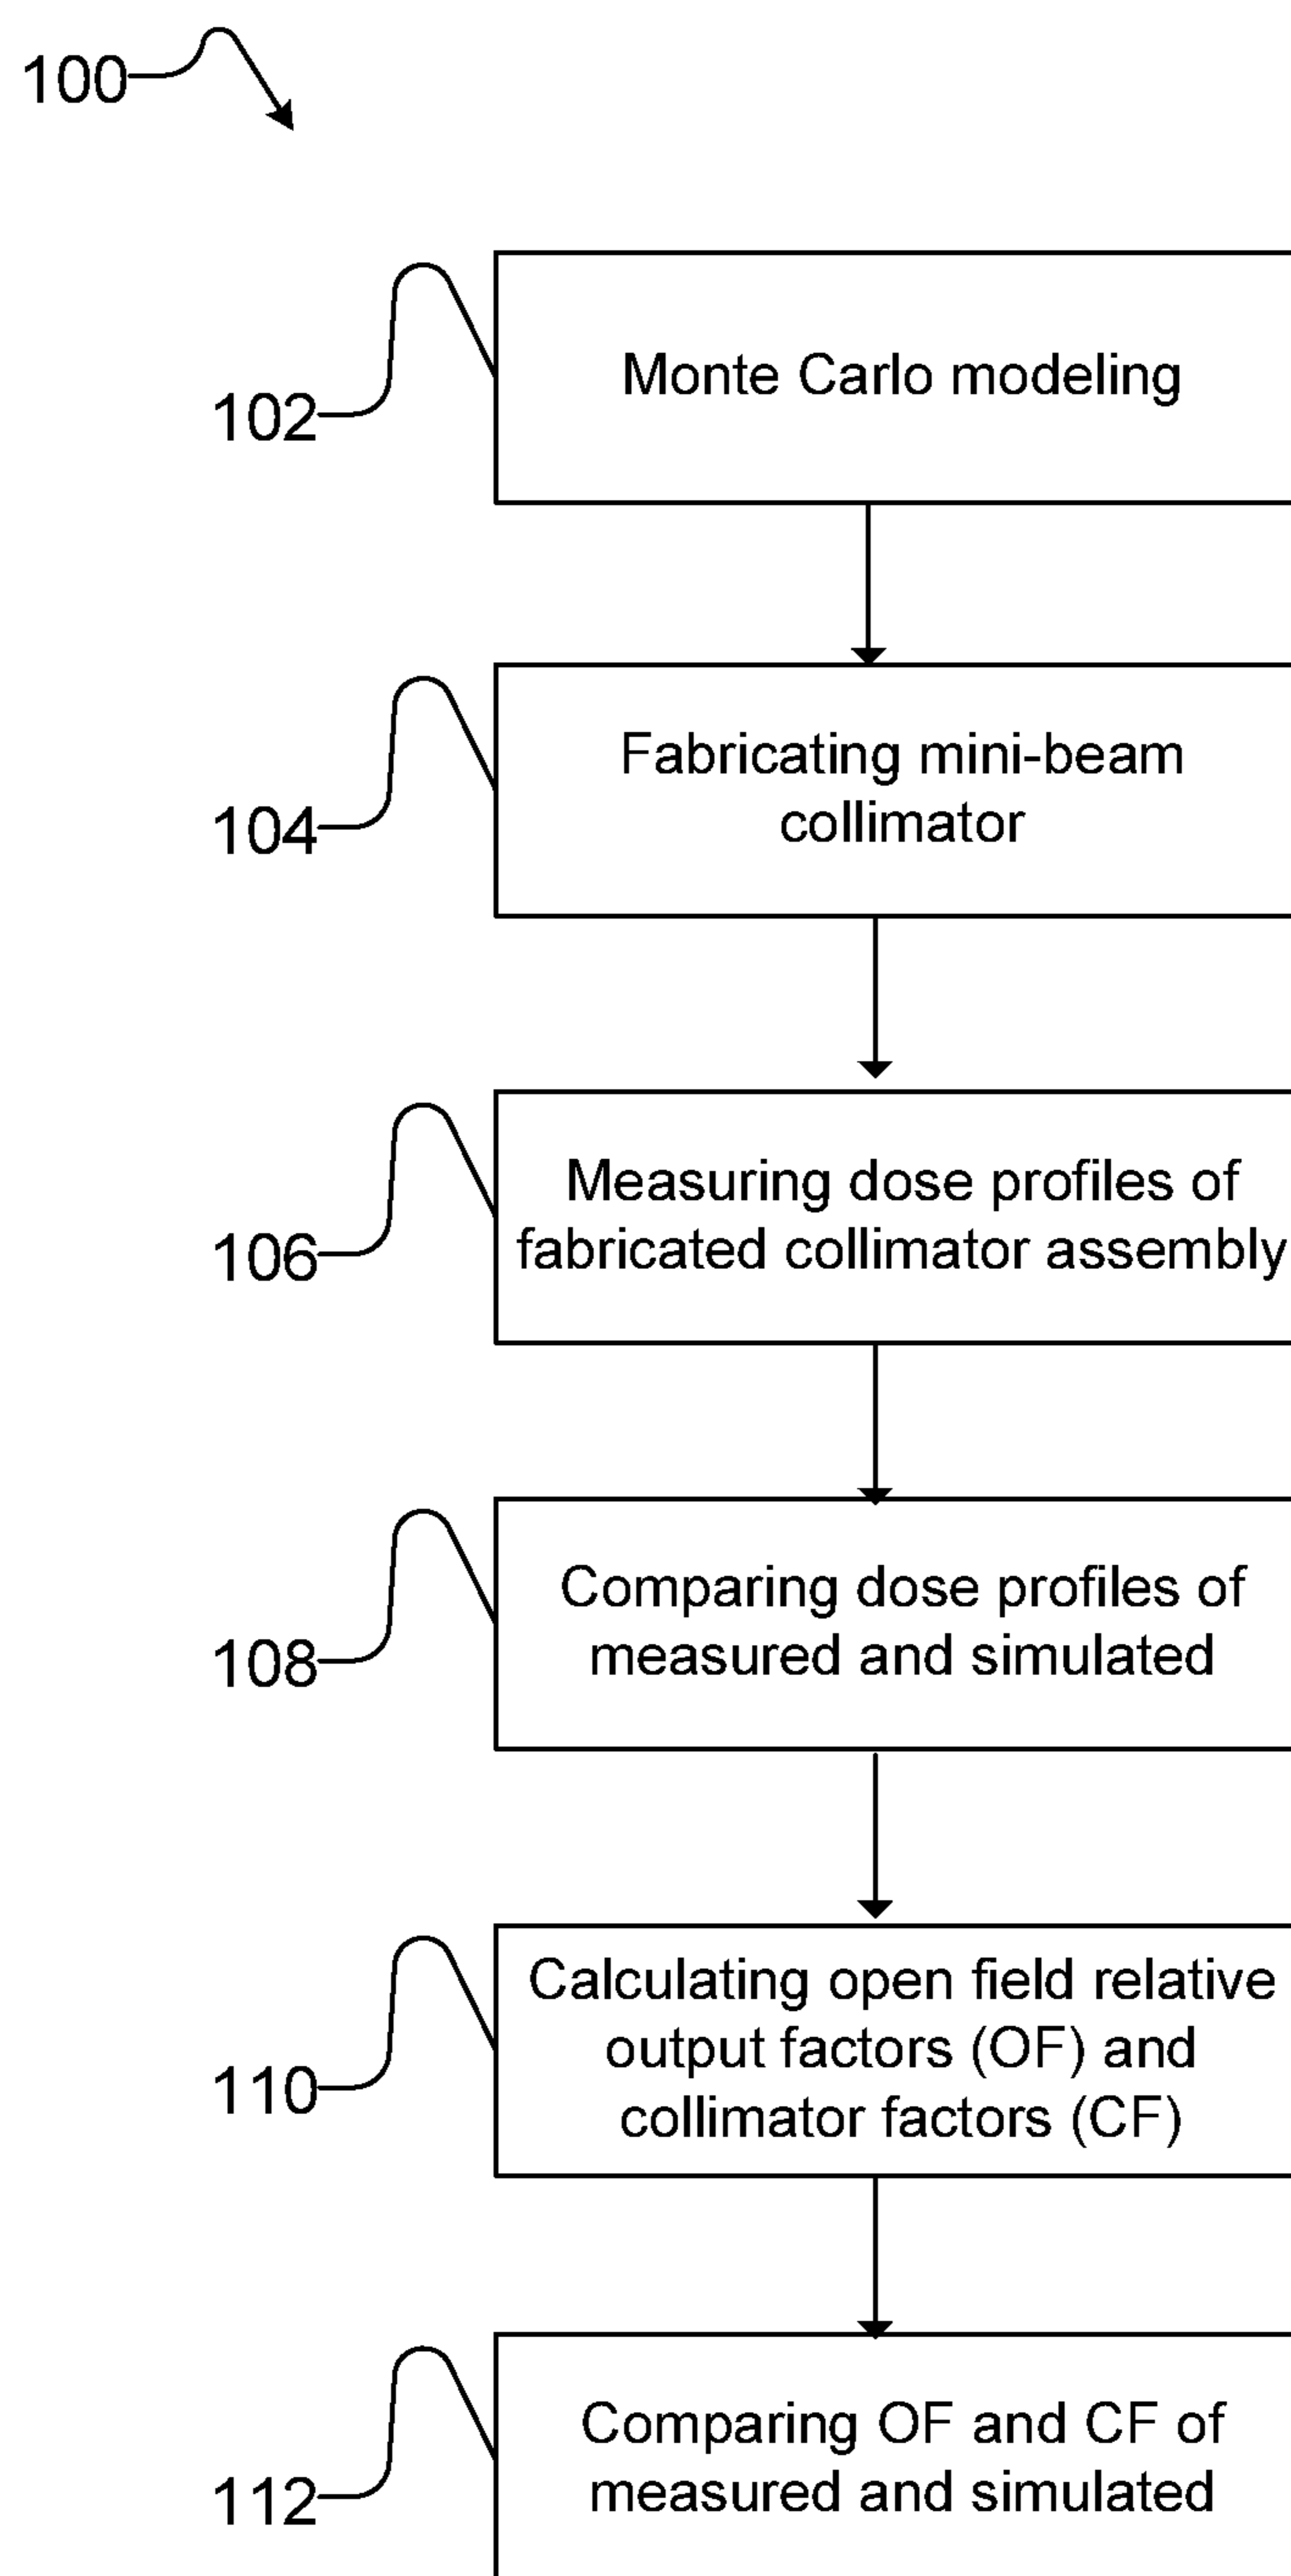 100
102
Monte Carlo modeling
104
Fabricating mini-beam
collimator
106
Measuring dose profiles of
fabricated collimator assembly
108
Comparing dose profiles of
measured and simulated
110
Calculating open field relative
output factors (OF) and
collimator factors (CF)
112
Comparing OF and CF of
measured and simulated